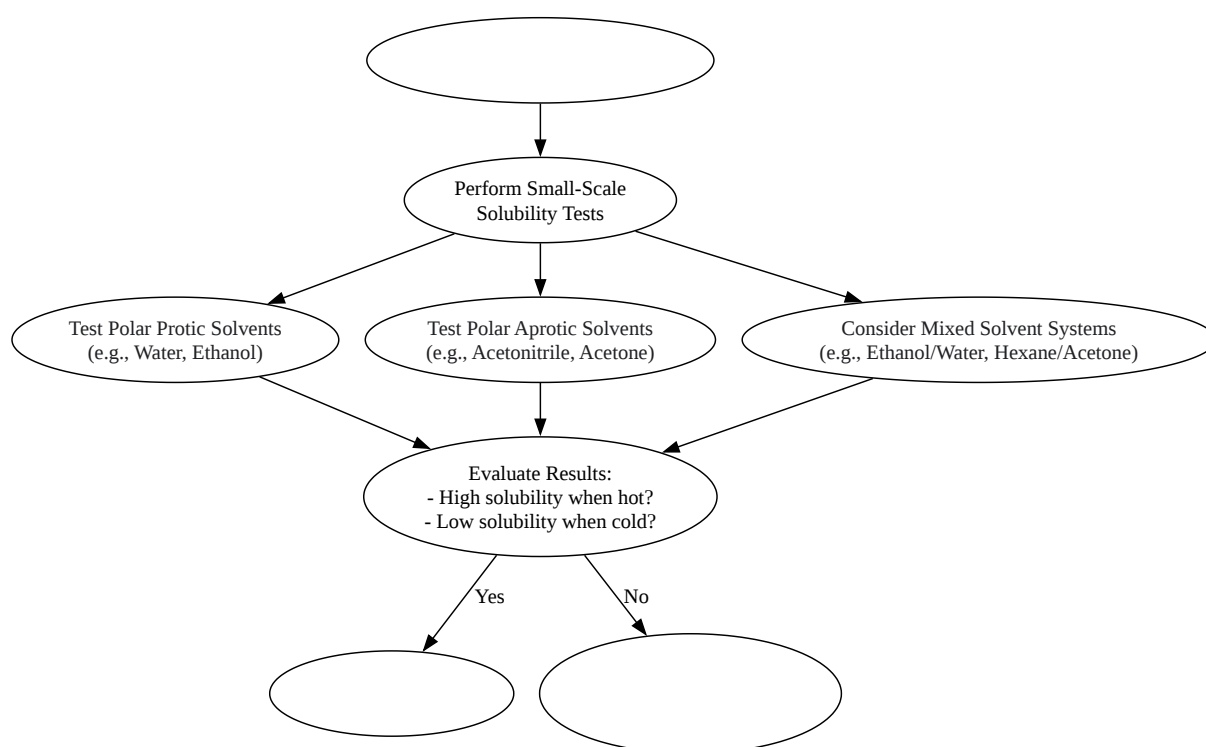 Perform Small-Scale
Solubility Tests
Test Polar Protic Solvents
(e.g., Water, Ethanol)
Test Polar Aprotic Solvents
(e.g., Acetonitrile, Acetone)
Consider Mixed Solvent Systems
(e.g., Ethanol/Water, Hexane/Acetone)
Evaluate Results:
- High solubility when hot?
- Low solubility when cold?
Yes
No